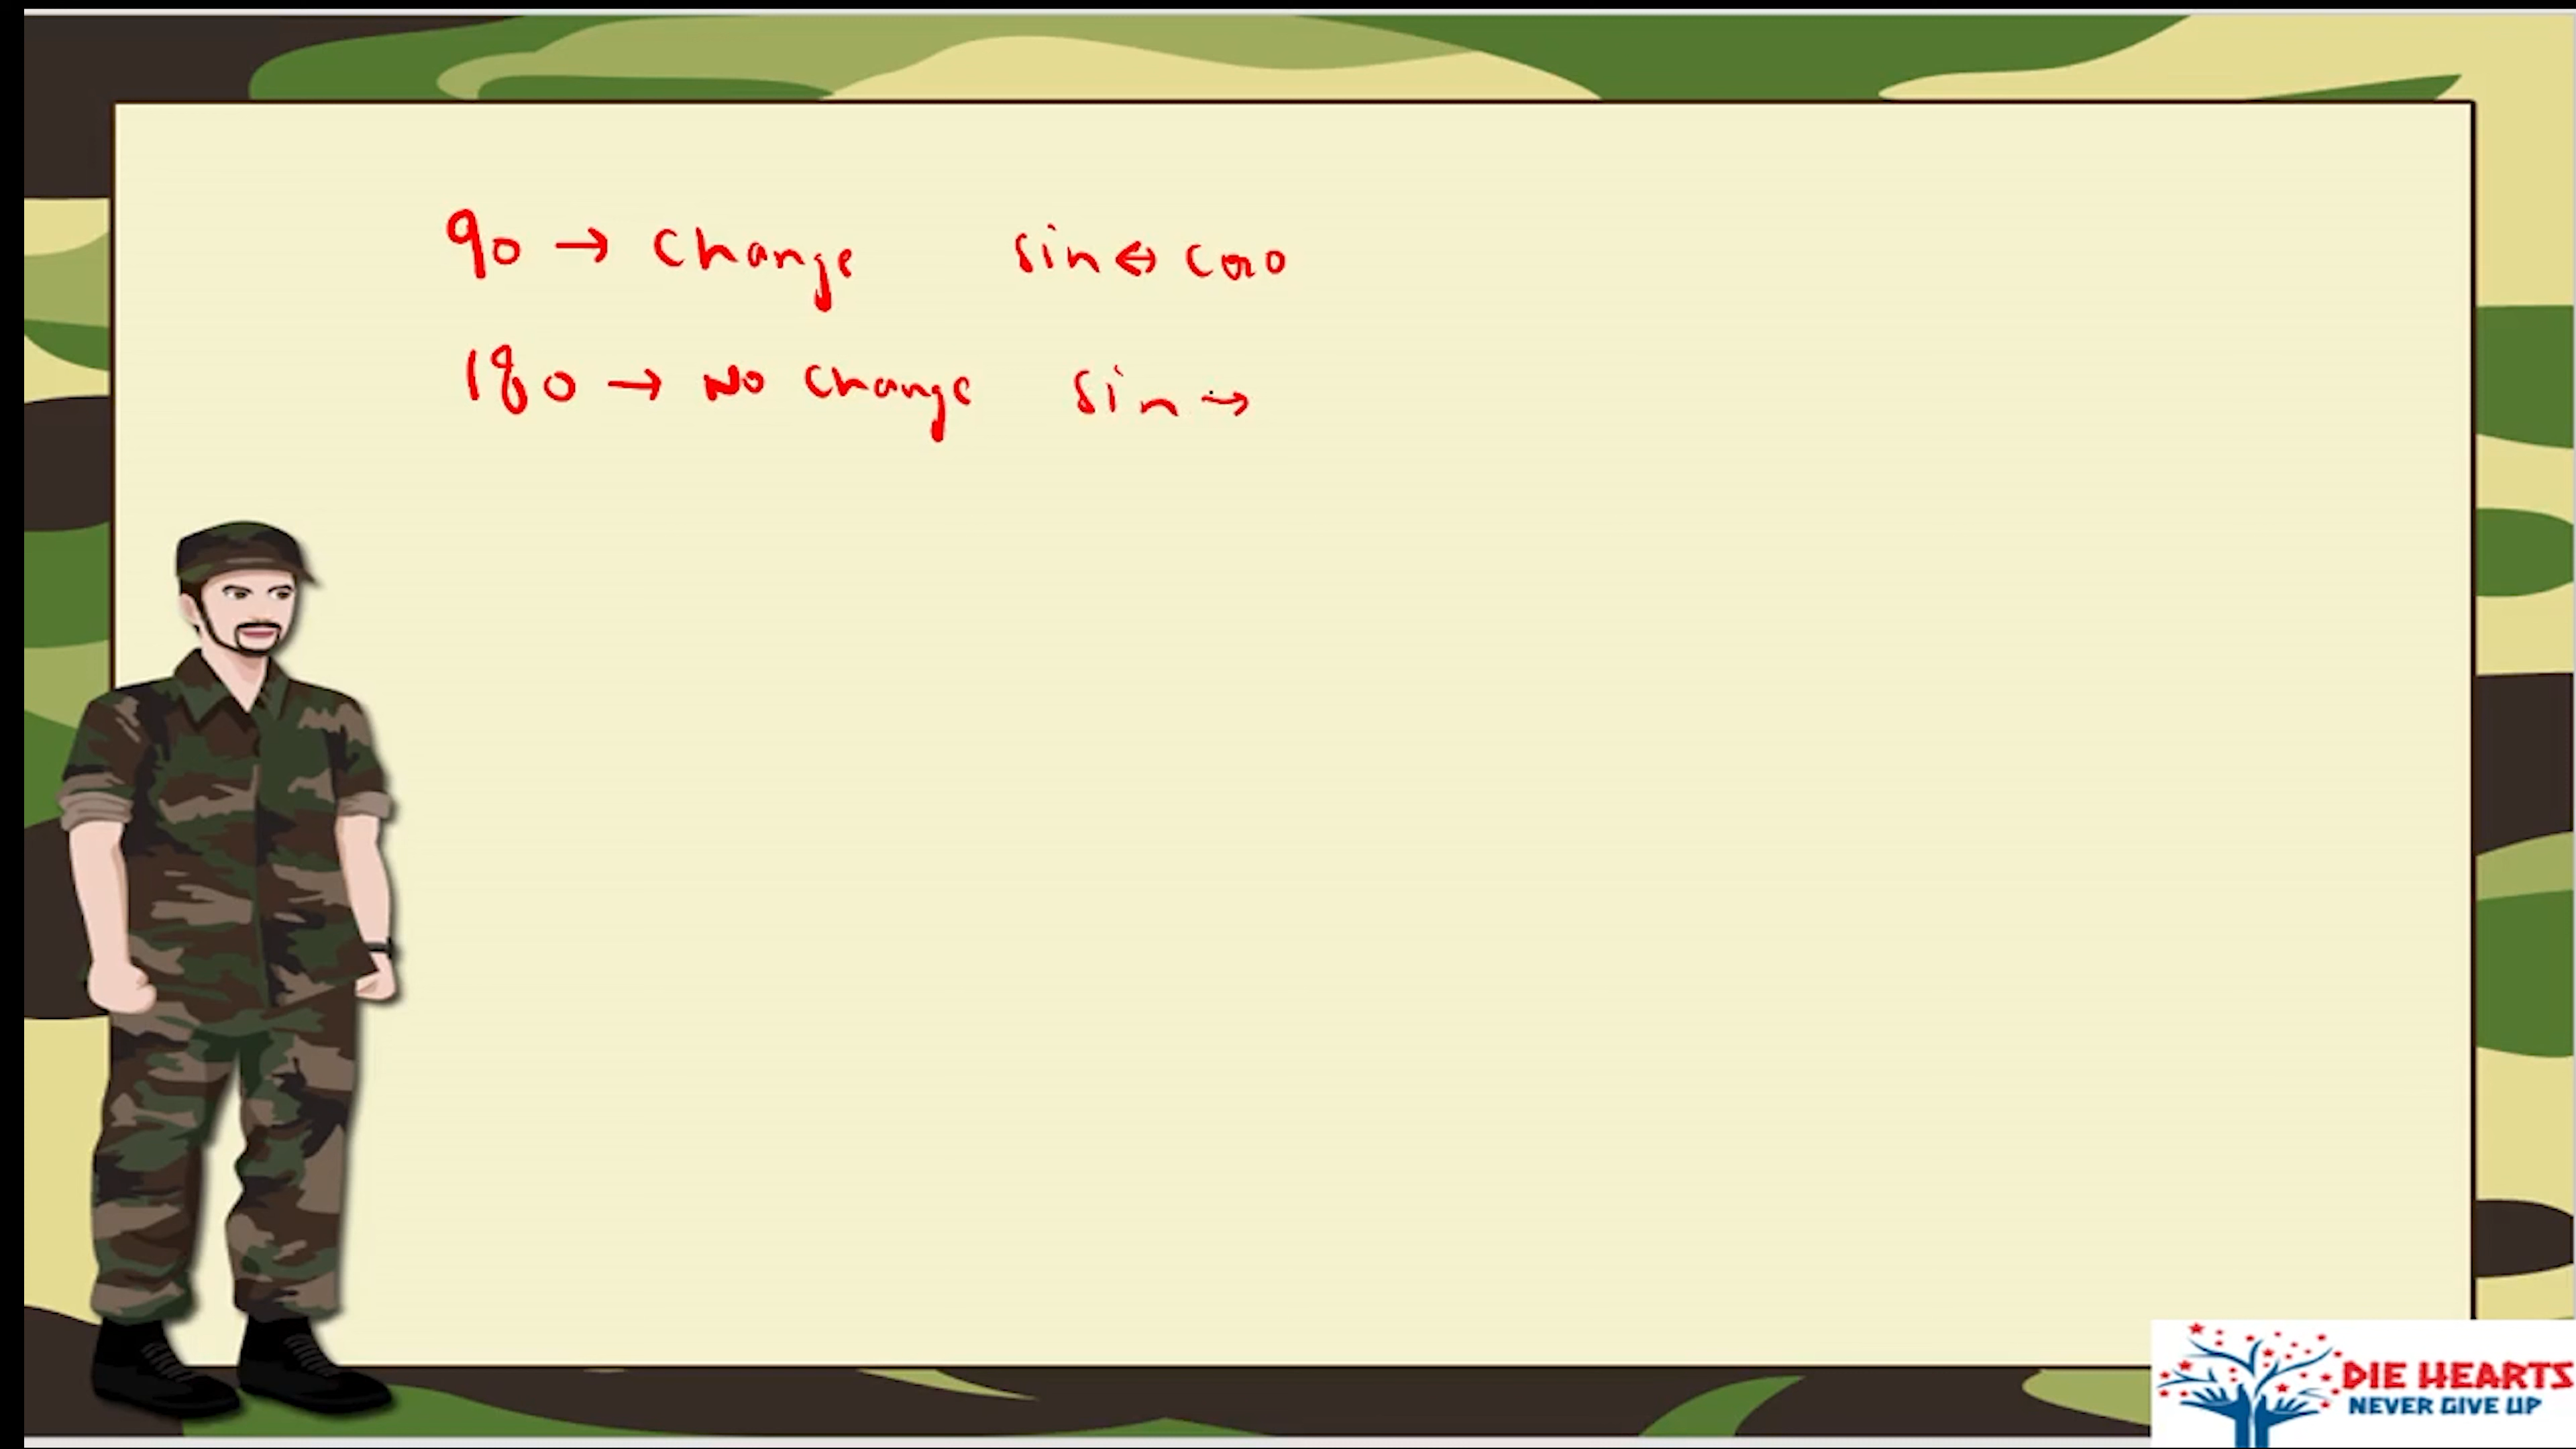 90 → change sin ↔ cos
180 → No change sin →
DIE HEARTS
NEVER GIVE UP